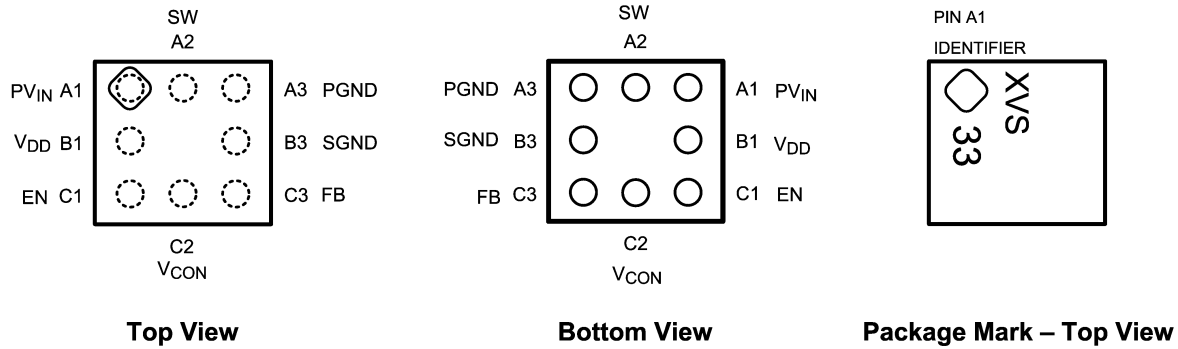 SW
A2
PVIN A1
A3 PGND
VDD B1
B3 SGND
EN C1
C3 FB
C2
VCON
Top View
SW
A2
PGND A3
A1 PVIN
SGND B3
B1 VDD
FB C3
C1 EN
C2
VCON
Bottom View
PIN A1
IDENTIFIER
XVS
33
Package Mark – Top View